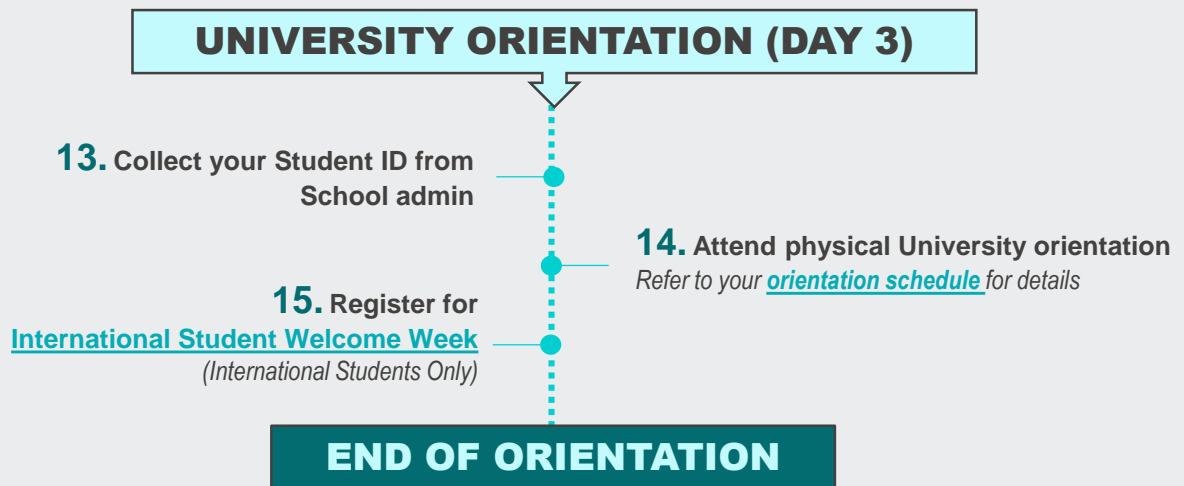 UNIVERSITY ORIENTATION (DAY 3)
13. Collect your Student ID from
School admin
14. Attend physical University orientation
Refer to your orientation schedule for details
15. Register for
International Student Welcome Week
(International Students Only)
END OF ORIENTATION